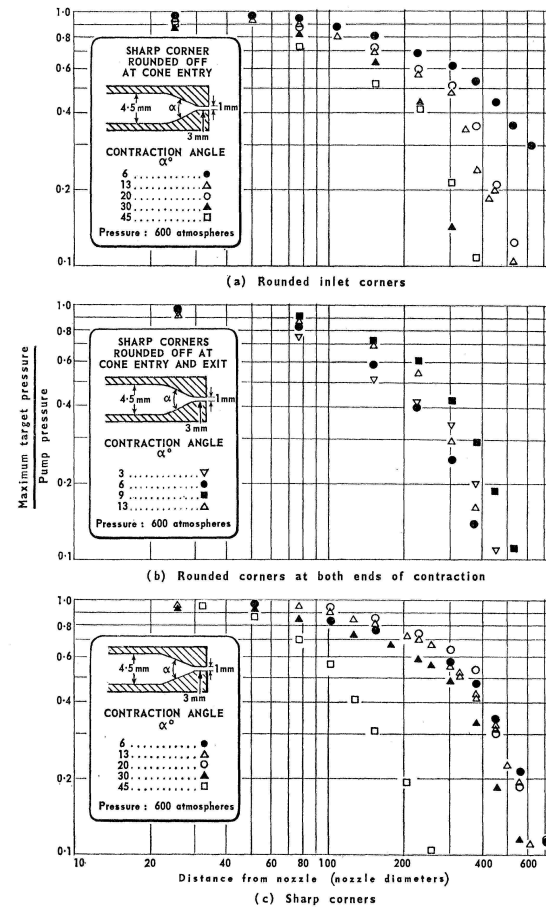 1·0
0·8
0·6
0·4
0·2
0·1
SHARP CORNER
ROUNDED OFF
AT CONE ENTRY
4·5 mm
α
1mm
3 mm
CONTRACTION ANGLE
α°
6 ..............●
13 ..............△
20 ..............○
30 ..............▲
45 ..............□
Pressure : 600 atmospheres
(a) Rounded inlet corners
1·0
0·8
0·6
0·4
0·2
0·1
SHARP CORNERS
ROUNDED OFF AT
CONE ENTRY AND EXIT
4·5 mm
α
1mm
3 mm
CONTRACTION ANGLE
α°
3 ..............▽
6 ..............●
9 ..............■
13 ..............△
Pressure : 600 atmospheres
(b) Rounded corners at both ends of contraction
Maximum target pressure
Pump pressure
1·0
0·8
0·6
0·4
0·2
0·1
4·5 mm
α
1mm
3 mm
CONTRACTION ANGLE
α°
6 ..............●
13 ..............△
20 ..............○
30 ..............▲
45 ..............□
Pressure : 600 atmospheres
10 20 40 60 80 100 200 400 600
Distance from nozzle (nozzle diameters)
(c) Sharp corners